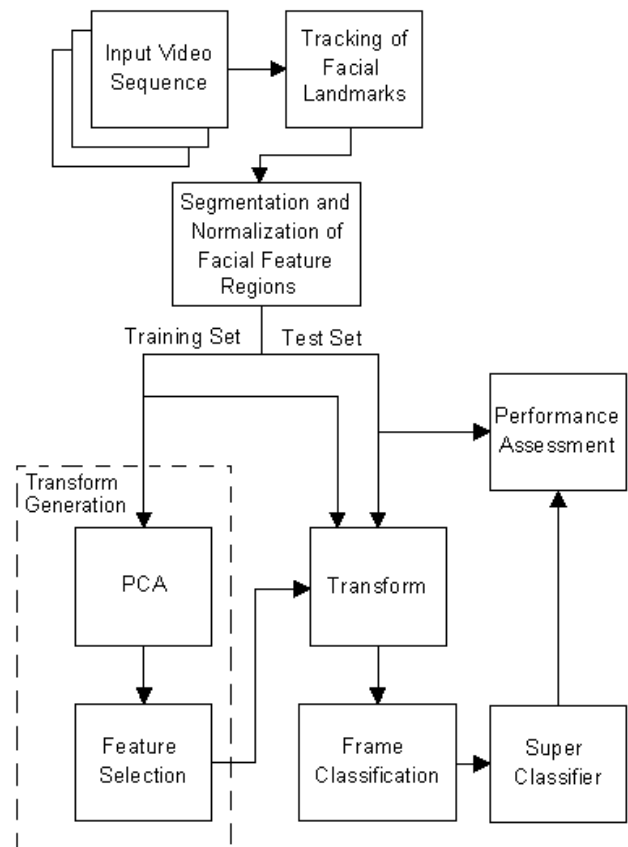 Input Video
Sequence
Tracking of
Facial
Landmarks
Segmentation and
Normalization of
Facial Feature
Regions
Training Set
Test Set
Performance
Assessment
Transform
Generation
PCA
Transform
Feature
Selection
Frame
Classification
Super
Classifier